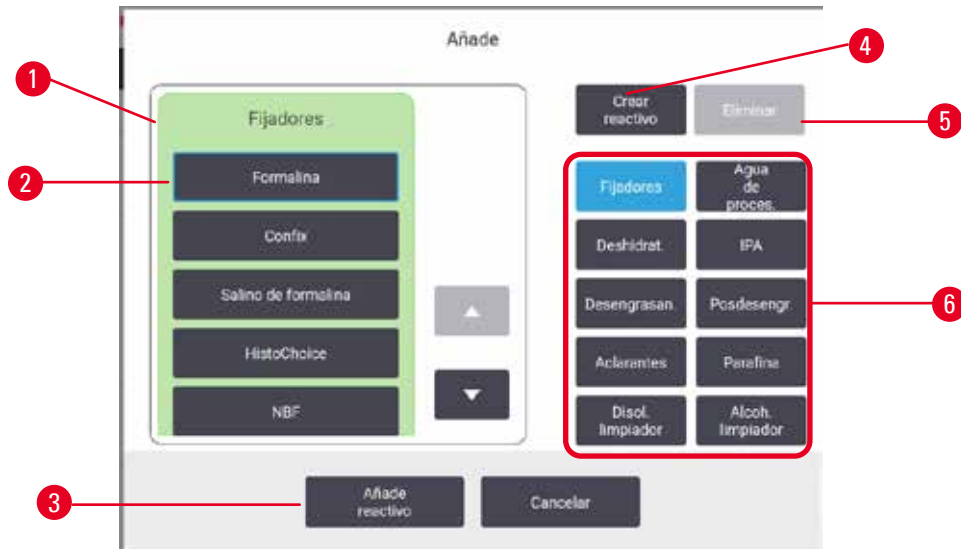 Añade
1
Fijadores
2
Formalina
Confix
Salino de formalina
HistoChoice
NBF
4
Crear
reactivo
Eliminar
5
Fijadores
Agua
de
proces.
Deshidrat.
IPA
Desengrasan.
Posdesengr.
6
Aclarantes
Parafina
Disol.
limpiador
Alcoh.
limpiador
3
Añade
reactivo
Cancelar